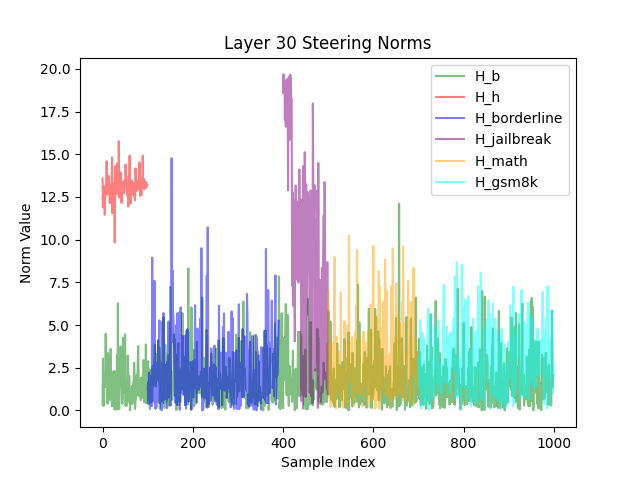 Layer 30 Steering Norms
20.0
17.5
15.0
12.5
10.0
7.5
5.0
2.5
0.0
Norm Value
H_b
H_h
H_borderline
H_jailbreak
H_math
H_gsm8k
0 200 400 600 800 1000
Sample Index